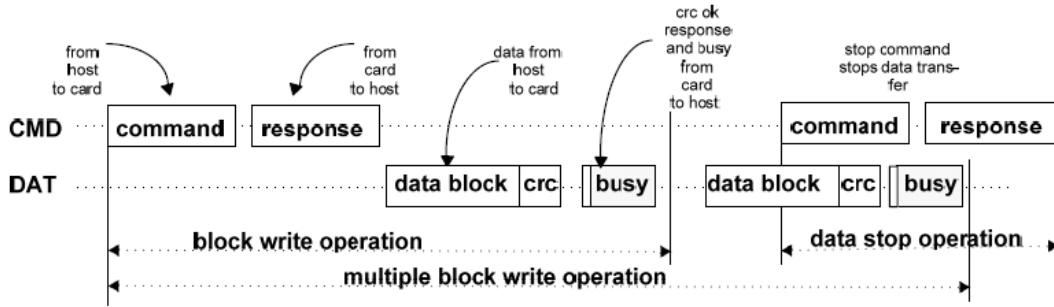 from
host
to card
from
card
to host
data from
host
to card
crc ok
response
and busy
from
card
to host
stop command
stops data trans-
fer
CMD
command
response
command
response
DAT
data block
crc
busy
data block
crc
busy
block write operation
data stop operation
multiple block write operation